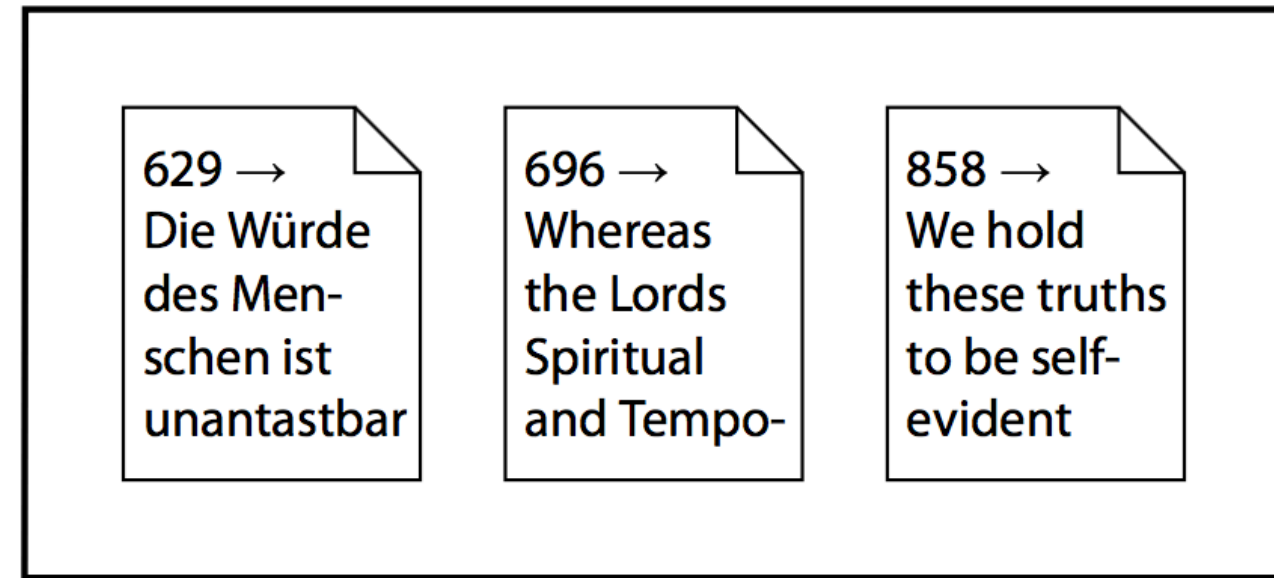 629 →
Die Würde
des Men-
schen ist
unantastbar
696 →
Whereas
the Lords
Spiritual
and Tempo-
858 →
We hold
these truths
to be self-
evident